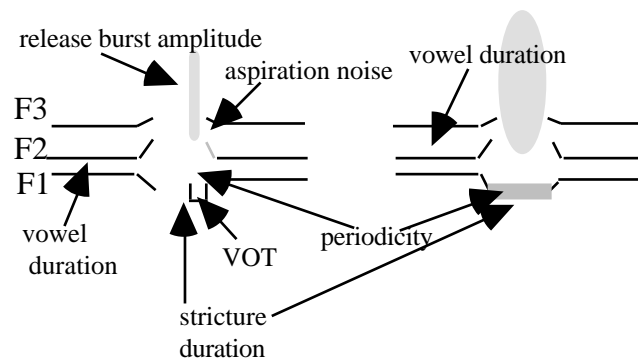 release burst amplitude
vowel duration
aspiration noise
F3
F2
F1
vowel
duration
VOT
periodicity
stricture
duration